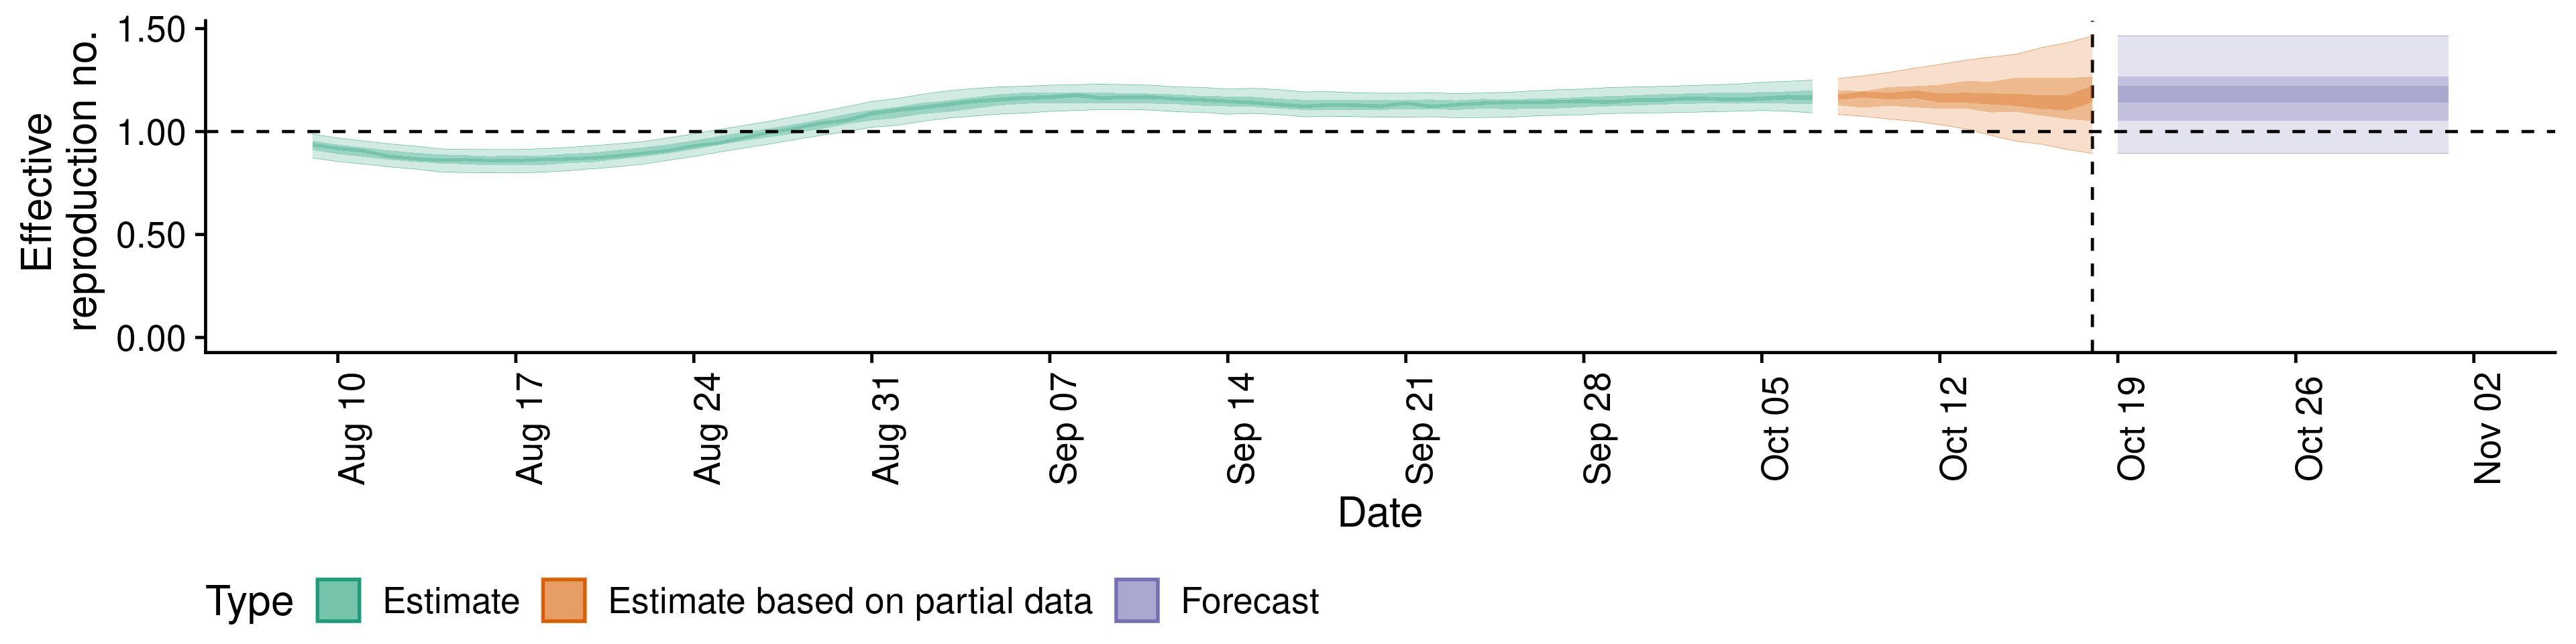 Effective
reproduction no.
1.50
1.00
0.50
0.00
Aug 10
Aug 17
Aug 24
Aug 31
Sep 07
Sep 14
Sep 21
Sep 28
Oct 05
Oct 12
Oct 19
Oct 26
Nov 02
Date
Type Estimate Estimate based on partial data Forecast